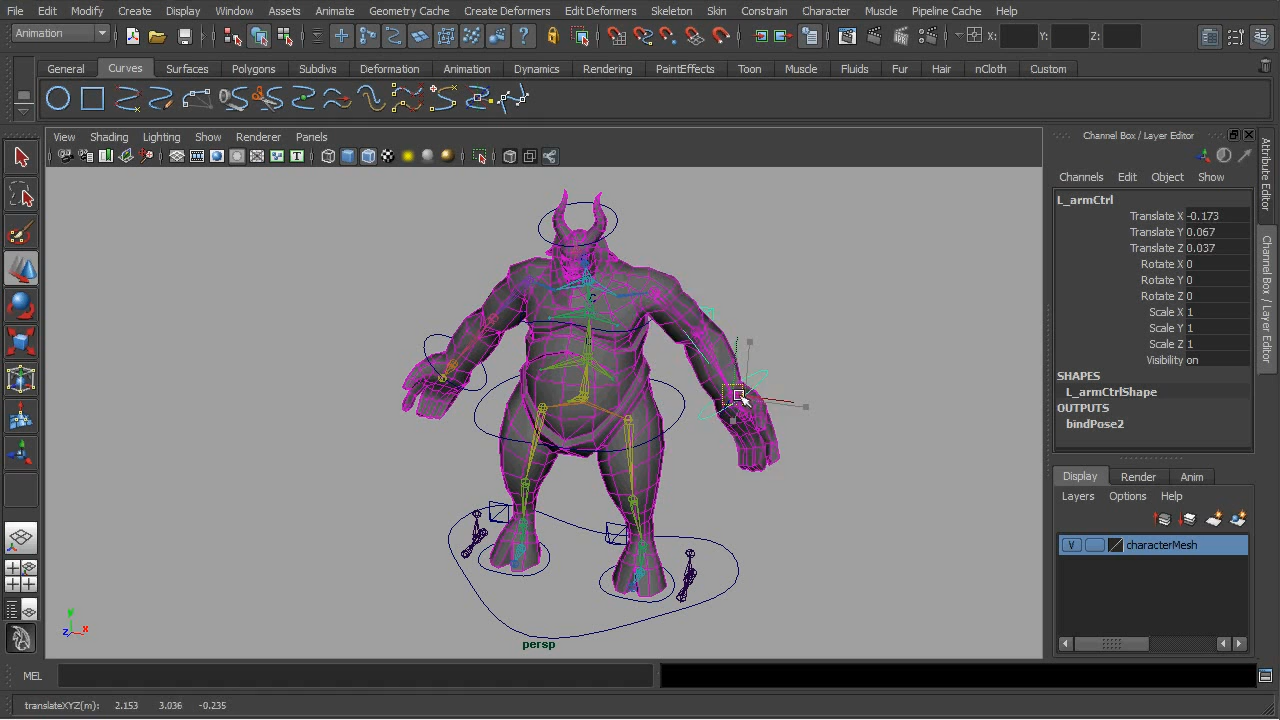 File Edit Modify Create Display Window Assets Animate Geometry Cache Create Deformers Edit Deformers Skeleton Skin Constrain Character Muscle Pipeline Cache Help
Animation X: Y: Z:
General Curves Surfaces Polygons Subdivs Deformation Animation Dynamics Rendering PaintEffects Toon Muscle Fluids Fur Hair nCloth Custom
View Shading Lighting Show Renderer Panels
Channel Box / Layer Editor
Channels Edit Object Show
L_armCtrl
Translate X -0.173
Translate Y 0.067
Translate Z 0.037
Rotate X 0
Rotate Y 0
Rotate Z 0
Scale X 1
Scale Y 1
Scale Z 1
Visibility on
SHAPES
L_armCtrlShape
OUTPUTS
bindPose2
Display Render Anim
Layers Options Help
V characterMesh
Attribute Editor
Channel Box / Layer Editor
y
z x
persp
MEL
translateXYZ(m): 2.153 3.036 -0.235